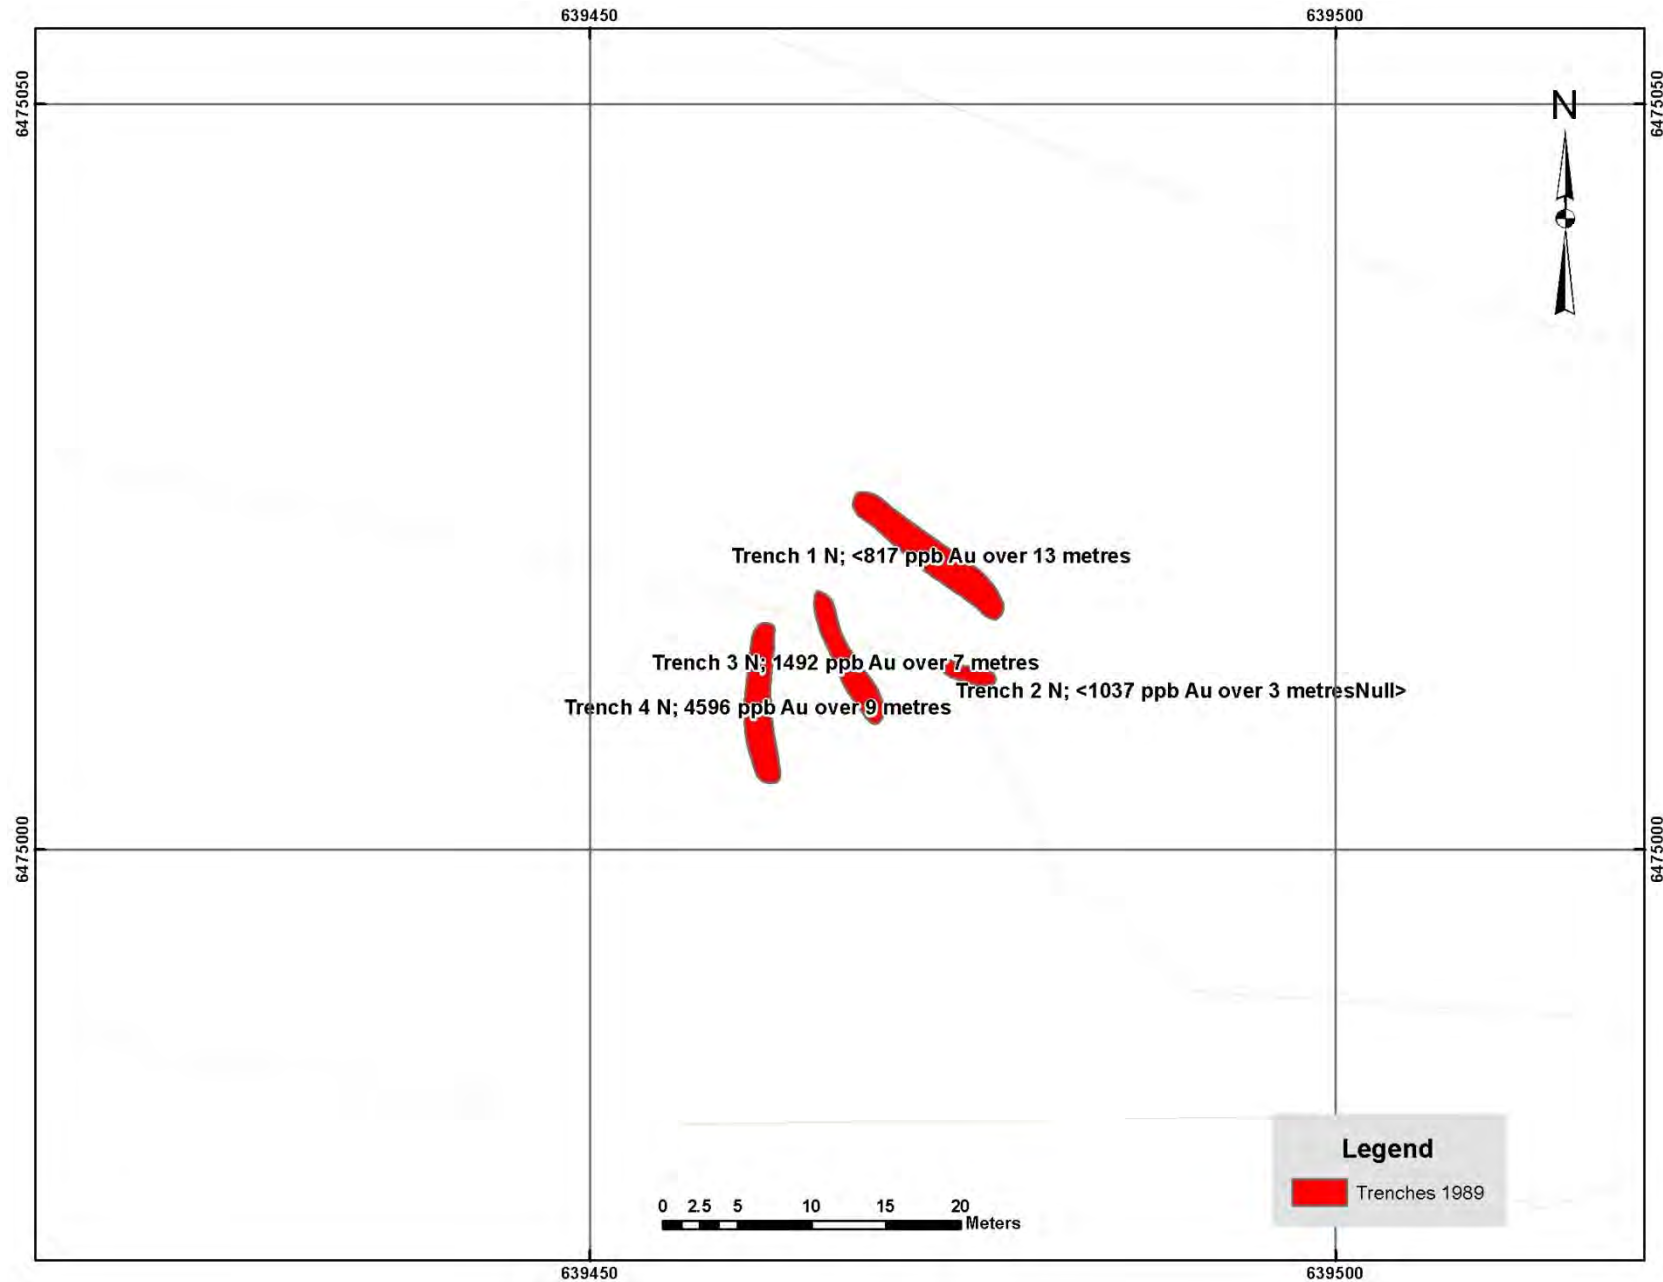 639450
639500
6475050
6475050
N
Trench 1 N; <817 ppb Au over 13 metres
Trench 3 N; 1492 ppb Au over 7 metres
Trench 2 N; <1037 ppb Au over 3 metresNull>
Trench 4 N; 4596 ppb Au over 9 metres
6475000
6475000
Legend
Trenches 1989
0 2.5 5 10 15 20
Meters
639450
639500